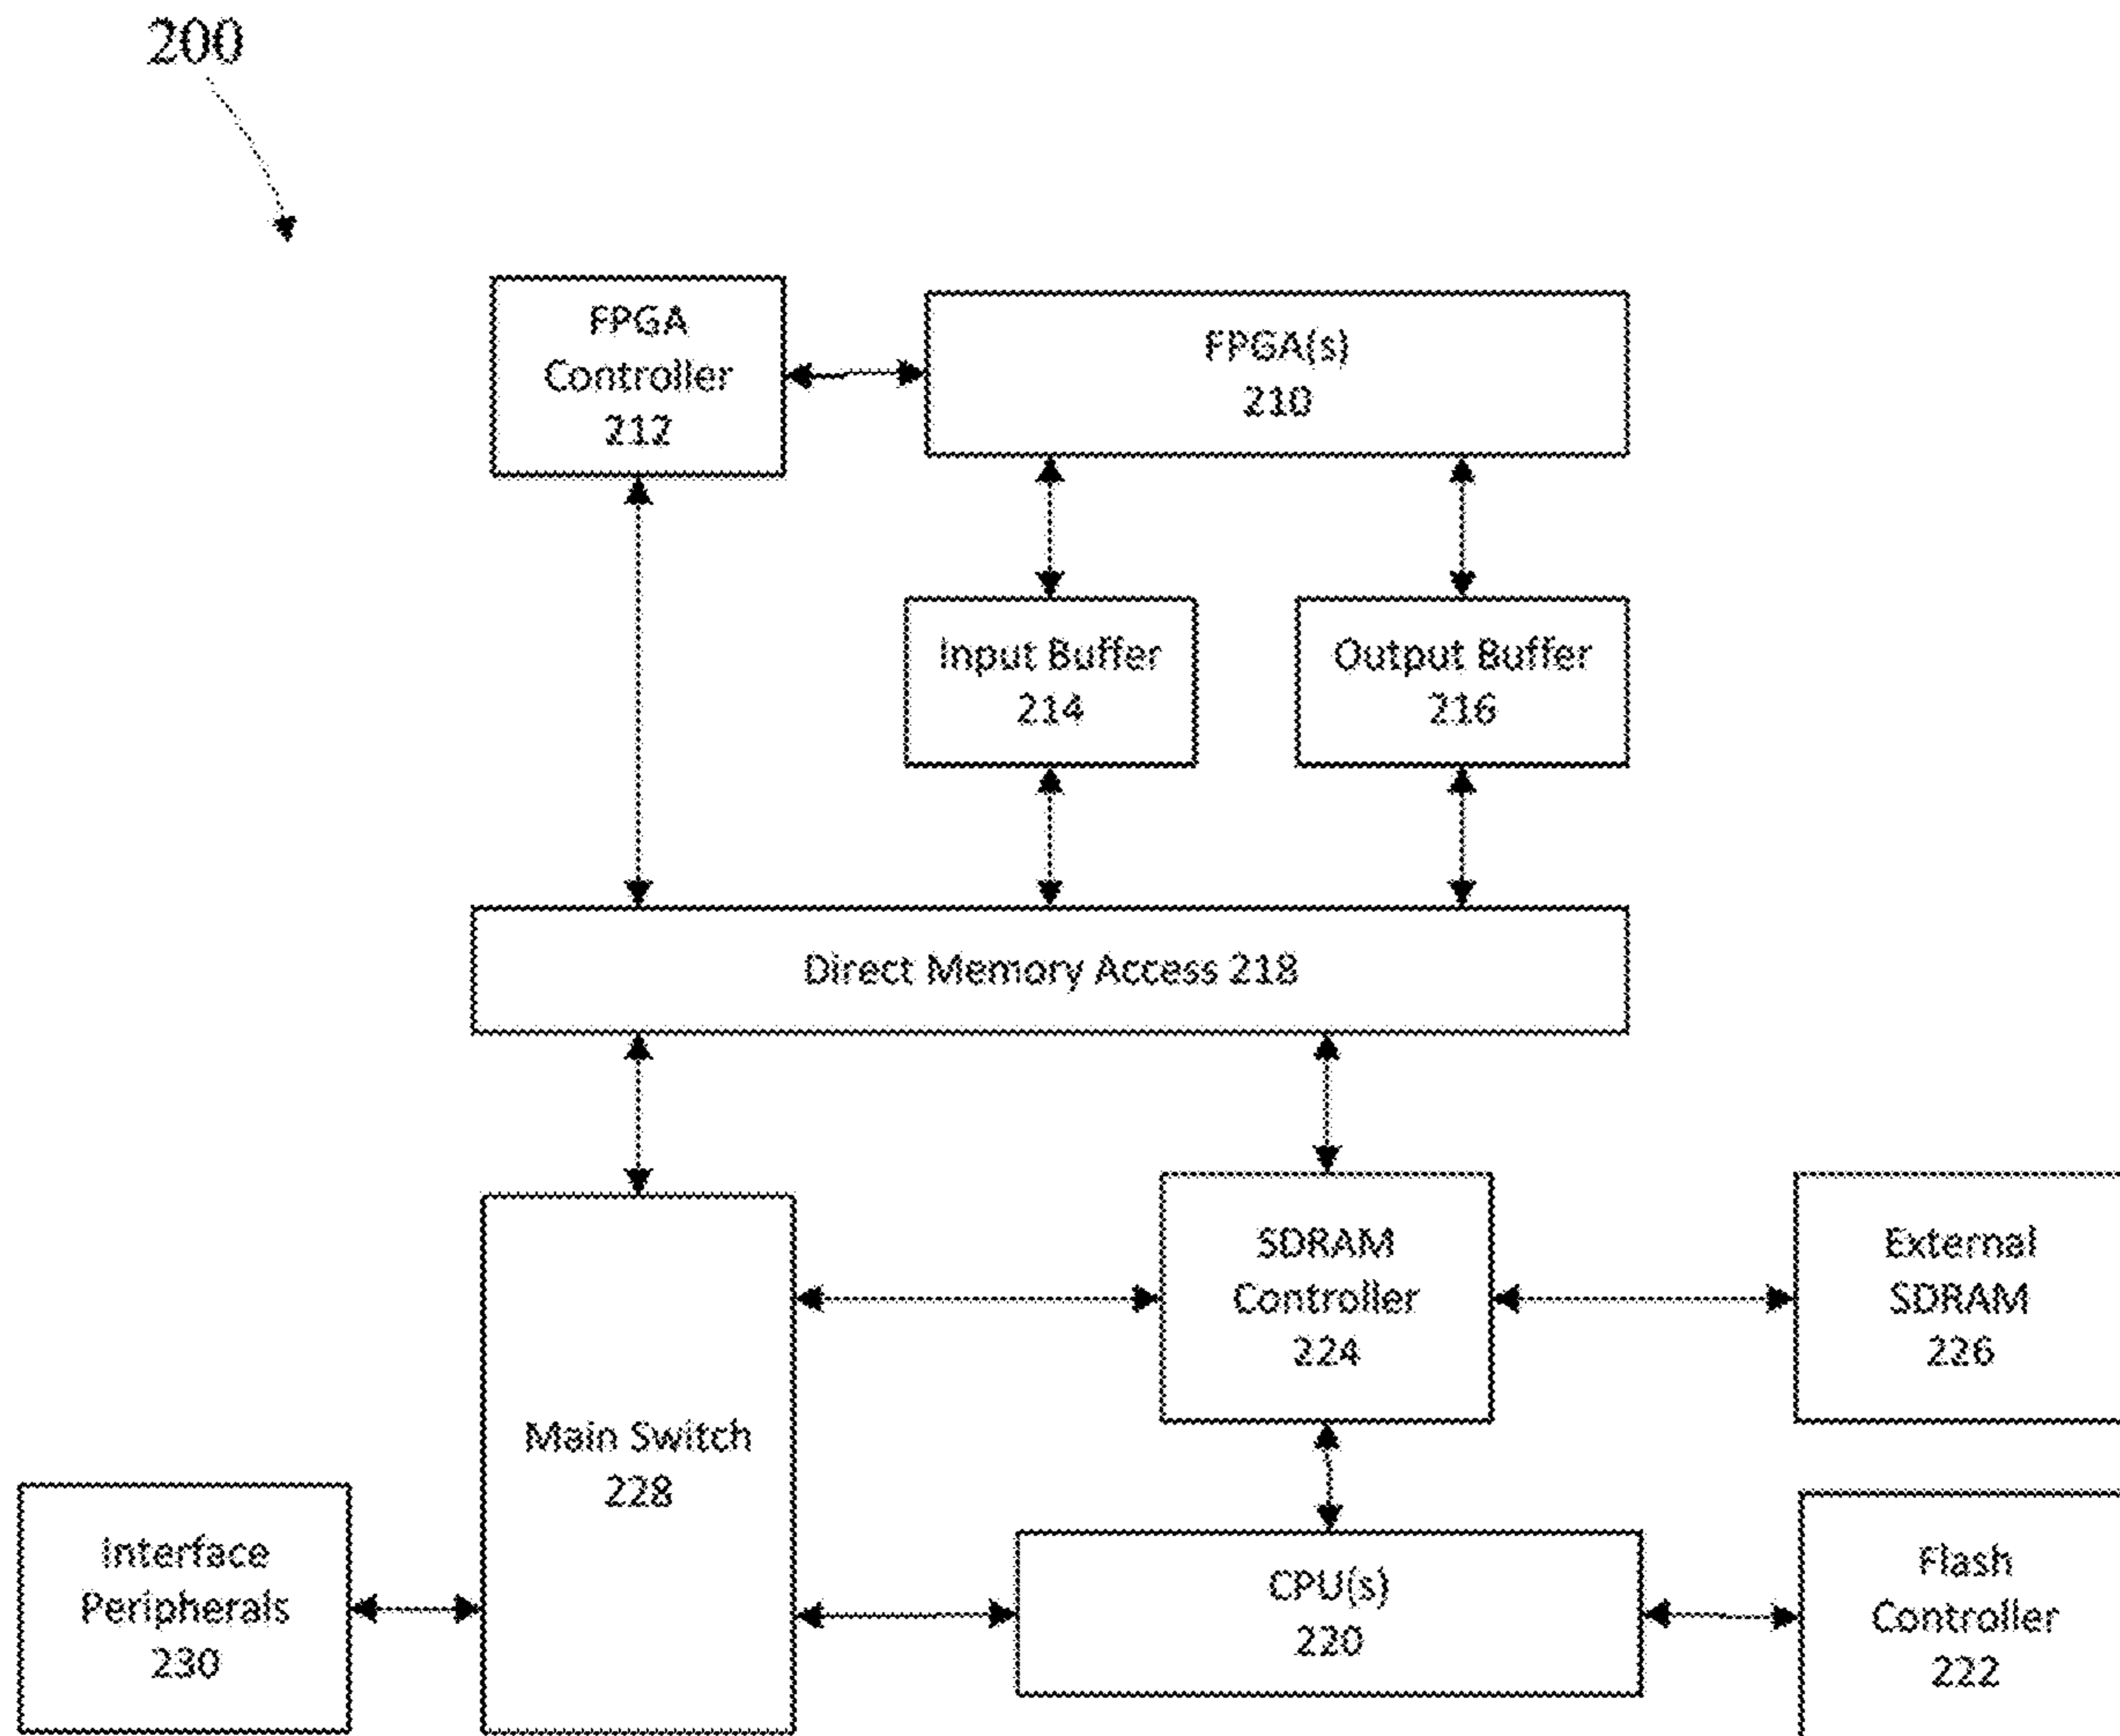 200
FPGA
Controller
212
FPGA(s)
210
Input Buffer
214
Output Buffer
216
Direct Memory Access 218
Main Switch
228
SDRAM
Controller
224
External
SDRAM
226
Interface
Peripherals
230
CPU(s)
220
Flash
Controller
222